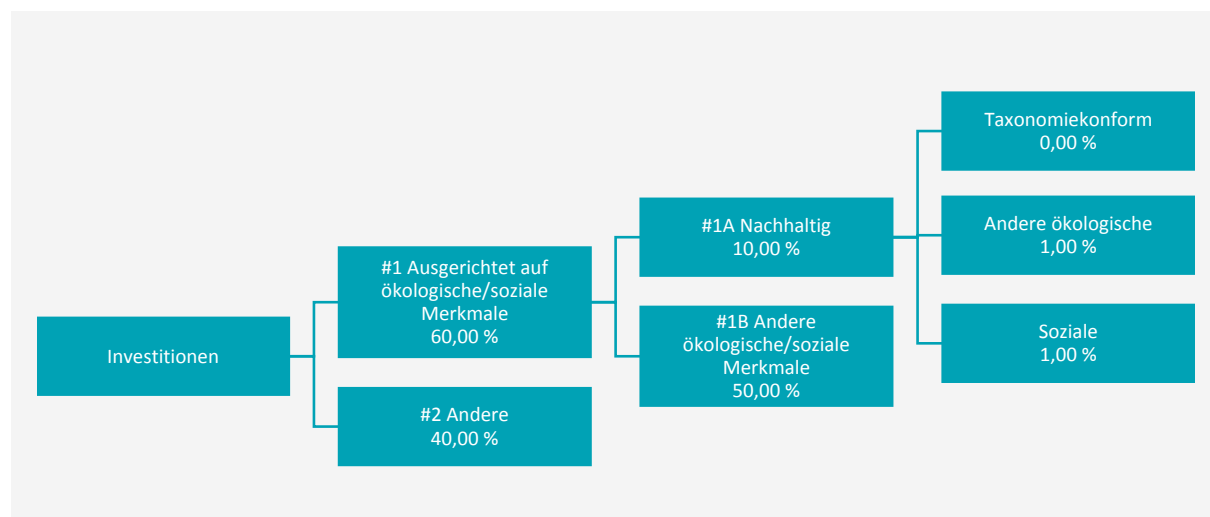 Investitionen
#1 Ausgerichtet auf
ökologische/soziale
Merkmale
60,00 %
#2 Andere
40,00 %
#1A Nachhaltig
10,00 %
#1B Andere
ökologische/soziale
Merkmale
50,00 %
Taxonomiekonform
0,00 %
Andere ökologische
1,00 %
Soziale
1,00 %